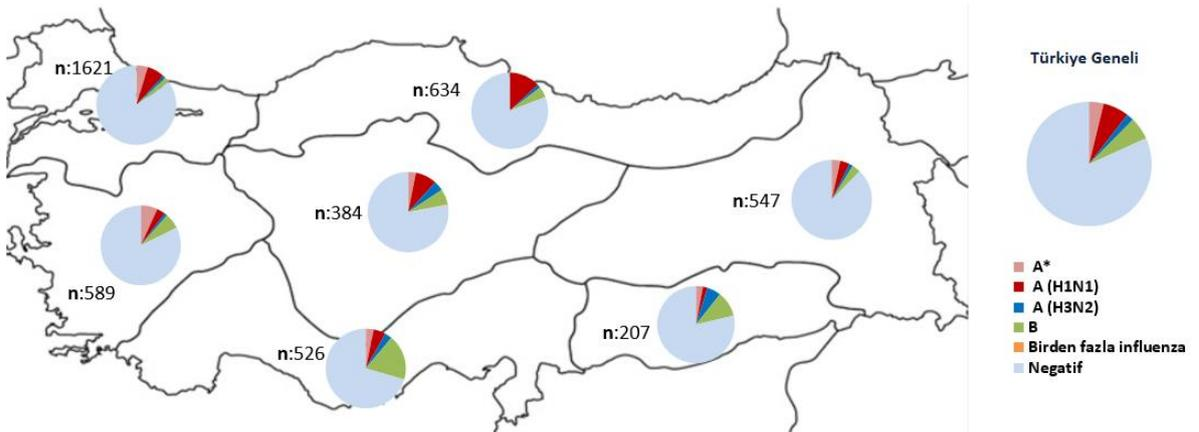 n:1621
n:634
n:384
n:547
n:589
n:207
n:526
Türkiye Geneli
A*
A (H1N1)
A (H3N2)
B
Birden fazla influenza
Negatif